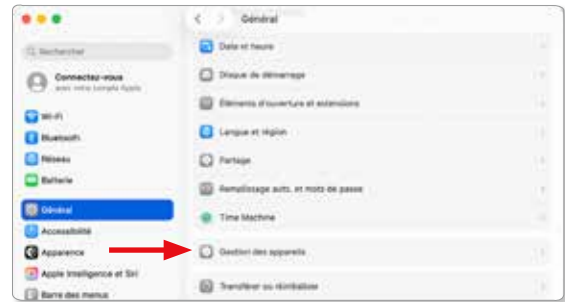 Général
Rechercher
Connectez-vous
avec votre compte Apple
Wi-Fi
Bluetooth
Réseau
Batterie
Général
Accessibilité
Apparence
Apple Intelligence et Siri
Barre des menus
Date et heure
Disque de démarrage
Éléments d'ouverture et extensions
Langue et région
Partage
Remplissage auto. et mots de passe
Time Machine
Gestion des appareils
Transférer ou réinitialiser